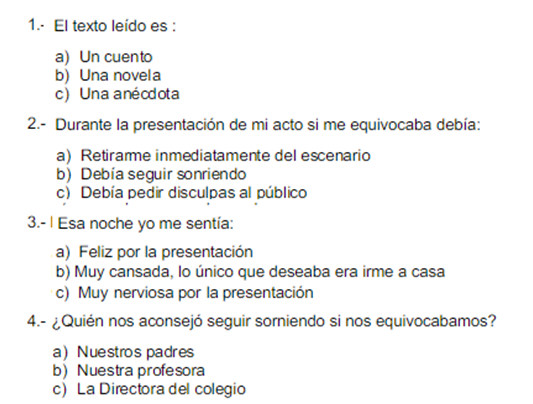 1.- El texto leído es :
a) Un cuento
b) Una novela
c) Una anécdota
2.- Durante la presentación de mi acto si me equivocaba debía:
a) Retirarme inmediatamente del escenario
b) Debía seguir sonriendo
c) Debía pedir disculpas al público
3.- Esa noche yo me sentía:
a) Feliz por la presentación
b) Muy cansada, lo único que deseaba era irme a casa
c) Muy nerviosa por la presentación
4.- ¿Quién nos aconsejó seguir sorniendo si nos equivocabamos?
a) Nuestros padres
b) Nuestra profesora
c) La Directora del colegio